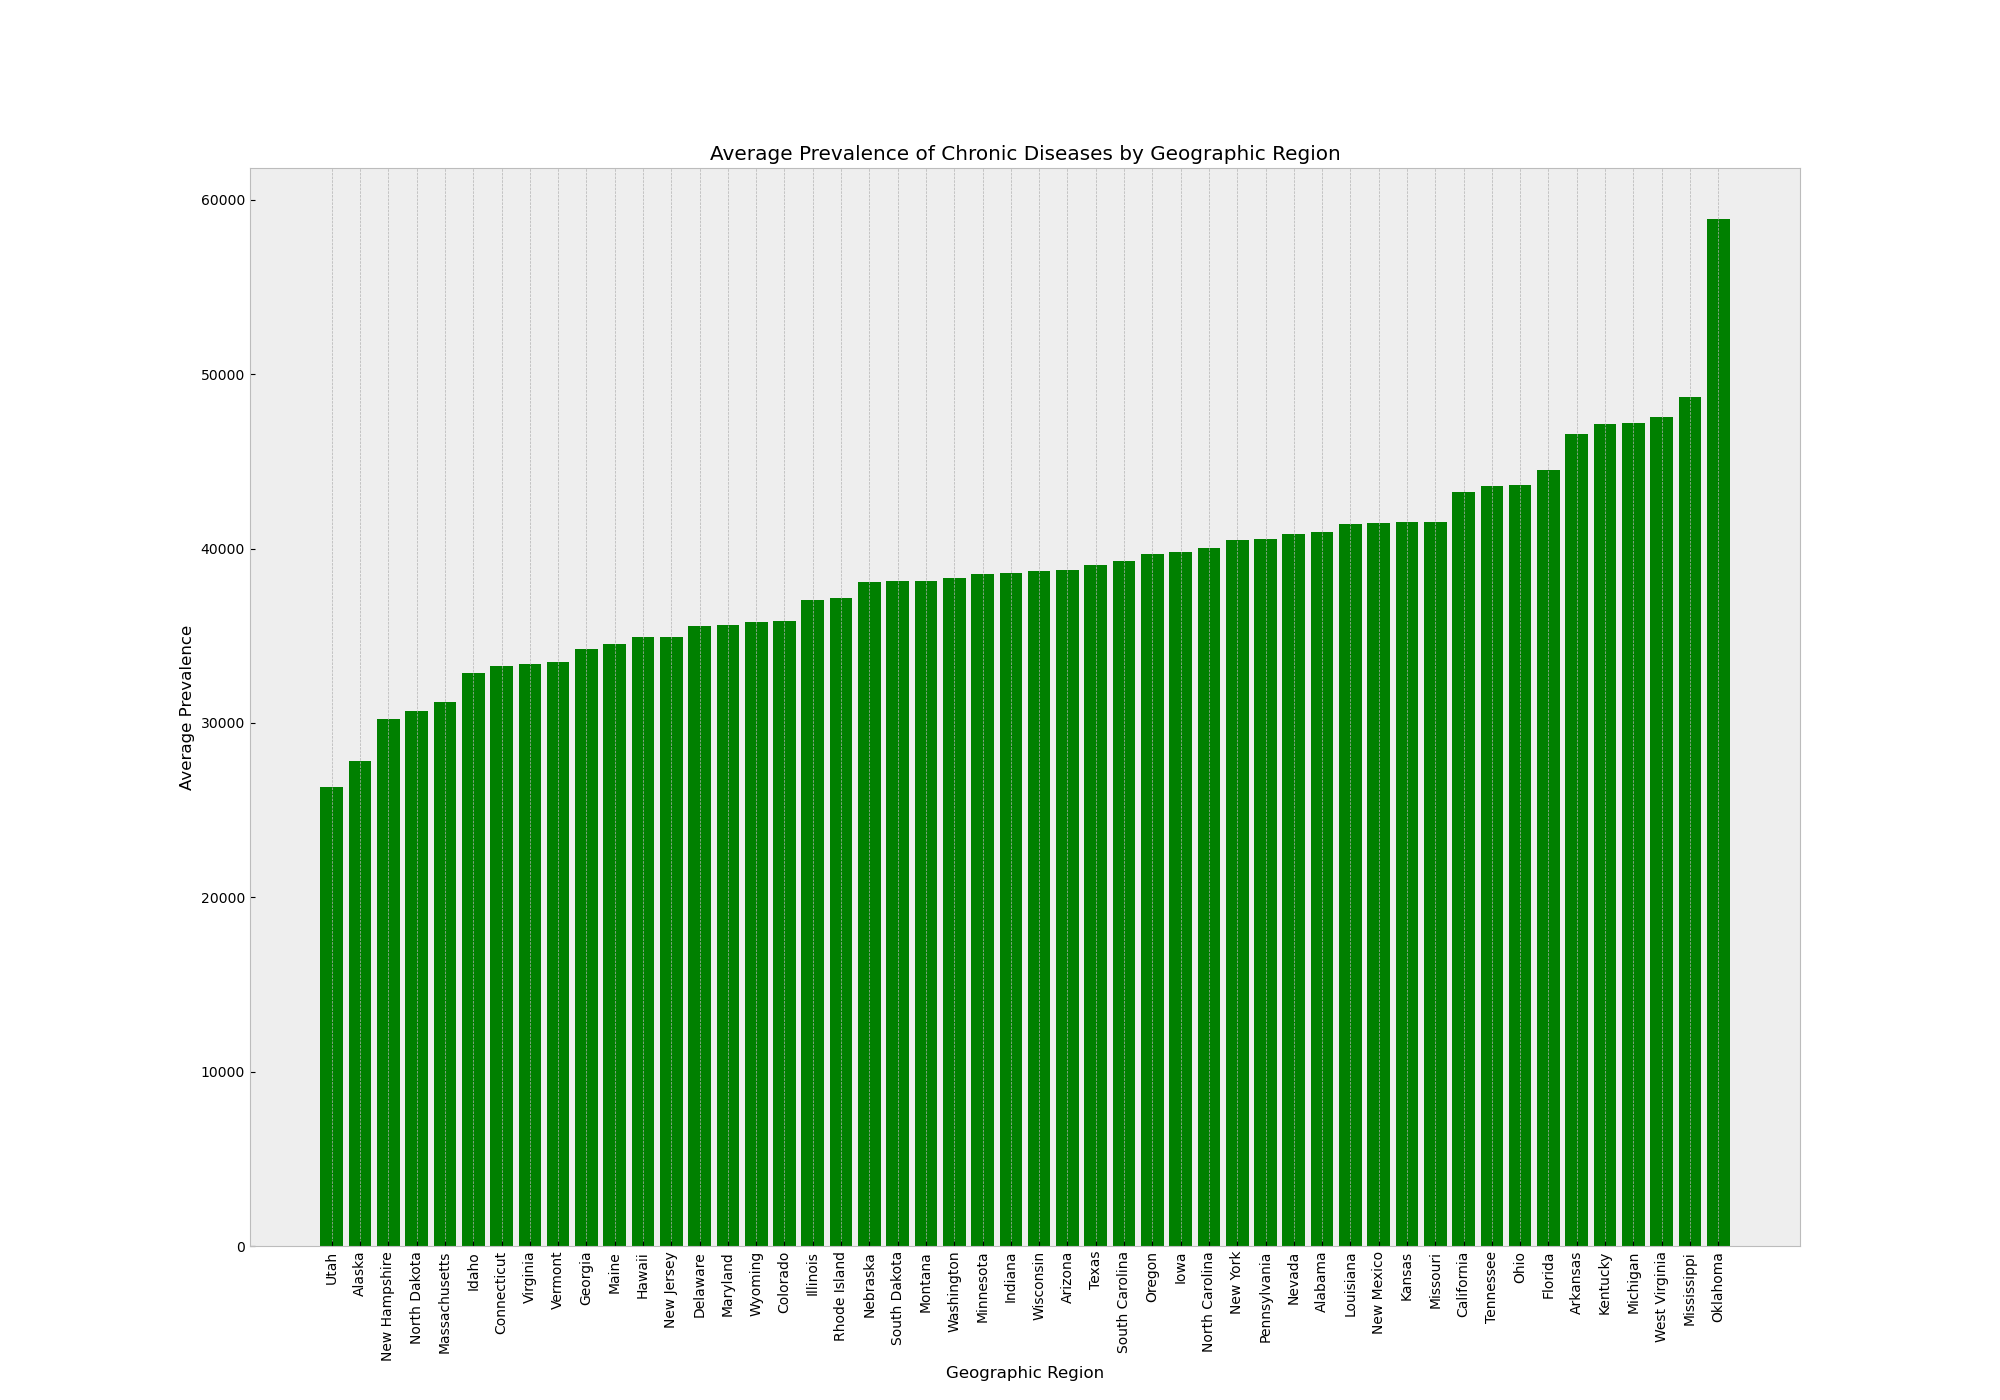 Average Prevalence of Chronic Diseases by Geographic Region
Average Prevalence
60000
50000
40000
30000
20000
10000
0
Utah
Alaska
New Hampshire
North Dakota
Massachusetts
Idaho
Connecticut
Virginia
Vermont
Georgia
Maine
Hawaii
New Jersey
Delaware
Maryland
Wyoming
Colorado
Illinois
Rhode Island
Nebraska
South Dakota
Montana
Washington
Minnesota
Indiana
Wisconsin
Arizona
Texas
South Carolina
Oregon
Iowa
North Carolina
New York
Pennsylvania
Nevada
Alabama
Louisiana
New Mexico
Kansas
Missouri
California
Tennessee
Ohio
Florida
Arkansas
Kentucky
Michigan
West Virginia
Mississippi
Oklahoma
Geographic Region